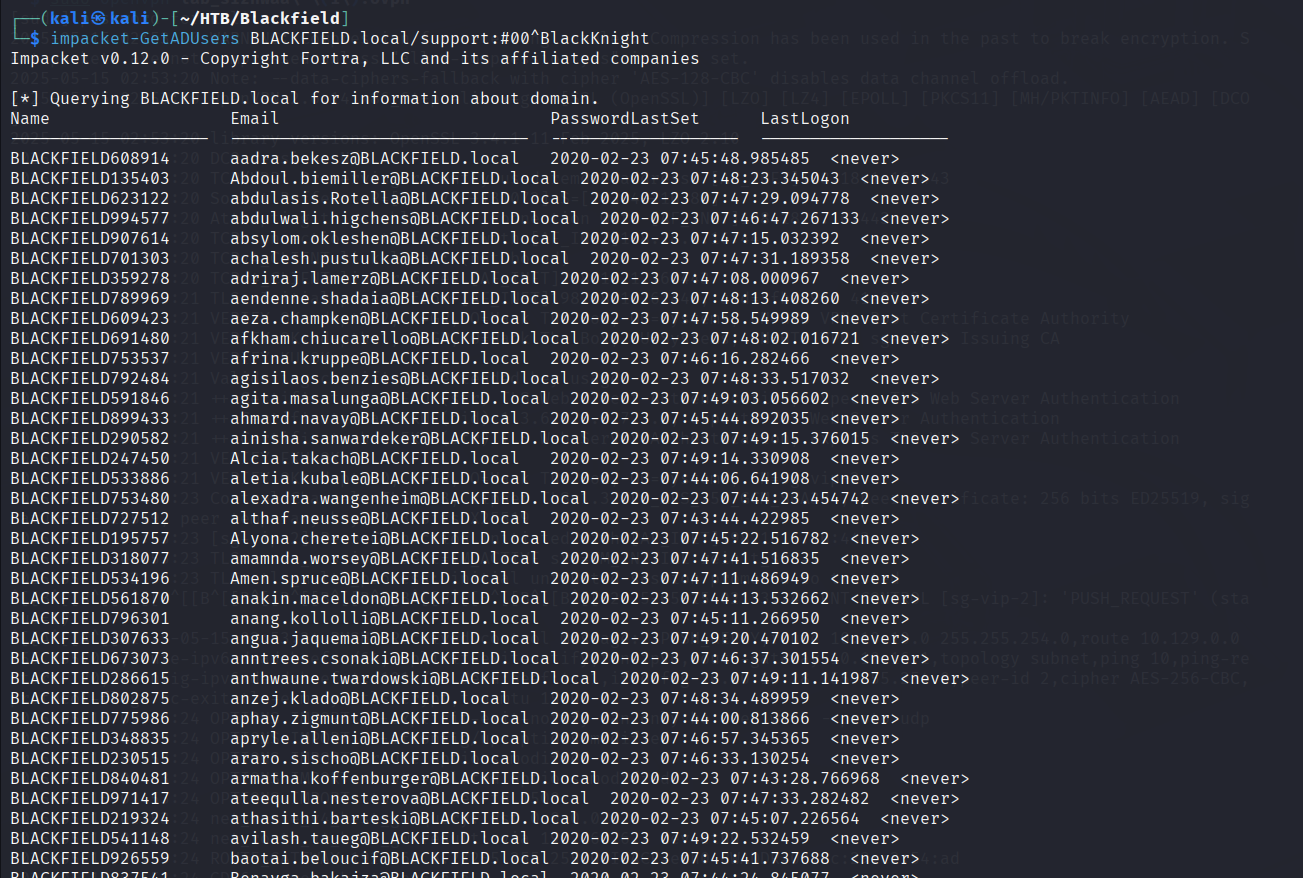 ┌──(kali㉿kali)-[~/HTB/Blackfield]
└─$ impacket-GetADUsers BLACKFIELD.local/support:#00^BlackKnight
Impacket v0.12.0 - Copyright Fortra, LLC and its affiliated companies
[*] Querying BLACKFIELD.local for information about domain.
Name Email PasswordLastSet LastLogon
BLACKFIELD608914 aadra.bekesz@BLACKFIELD.local 2020-02-23 07:45:48.985485 <never>
BLACKFIELD135403 Abdoul.biemiller@BLACKFIELD.local 2020-02-23 07:48:23.345043 <never>
BLACKFIELD623122 abdulasis.Rotella@BLACKFIELD.local 2020-02-23 07:47:29.094778 <never>
BLACKFIELD994577 abdulwali.higchens@BLACKFIELD.local 2020-02-23 07:46:47.267133 <never>
BLACKFIELD907614 absylom.okleshen@BLACKFIELD.local 2020-02-23 07:47:15.032392 <never>
BLACKFIELD701303 achalesh.pustulka@BLACKFIELD.local 2020-02-23 07:47:31.189358 <never>
BLACKFIELD359278 adriraj.lamerz@BLACKFIELD.local 2020-02-23 07:47:08.000967 <never>
BLACKFIELD789969 aendenne.shadaia@BLACKFIELD.local 2020-02-23 07:48:13.408260 <never>
BLACKFIELD609423 aeza.champken@BLACKFIELD.local 2020-02-23 07:47:58.549989 <never>
BLACKFIELD691480 afkham.chiucarello@BLACKFIELD.local 2020-02-23 07:48:02.016721 <never>
BLACKFIELD753537 afrina.kruppe@BLACKFIELD.local 2020-02-23 07:46:16.282466 <never>
BLACKFIELD792484 agisilaos.benzies@BLACKFIELD.local 2020-02-23 07:48:33.517032 <never>
BLACKFIELD591846 agita.masalunga@BLACKFIELD.local 2020-02-23 07:49:03.056602 <never>
BLACKFIELD899433 ahmard.navay@BLACKFIELD.local 2020-02-23 07:45:44.892035 <never>
BLACKFIELD290582 ainisha.sanwardeker@BLACKFIELD.local 2020-02-23 07:49:15.376015 <never>
BLACKFIELD247450 Alcia.takach@BLACKFIELD.local 2020-02-23 07:49:14.330908 <never>
BLACKFIELD533886 aletia.kubale@BLACKFIELD.local 2020-02-23 07:44:06.641908 <never>
BLACKFIELD753480 alexadra.wangenheim@BLACKFIELD.local 2020-02-23 07:44:23.454742 <never>
BLACKFIELD727512 althaf.neusse@BLACKFIELD.local 2020-02-23 07:43:44.422985 <never>
BLACKFIELD195757 Alyona.cheretei@BLACKFIELD.local 2020-02-23 07:45:22.516782 <never>
BLACKFIELD318077 amamnda.worsey@BLACKFIELD.local 2020-02-23 07:47:41.516835 <never>
BLACKFIELD534196 Amen.spruce@BLACKFIELD.local 2020-02-23 07:47:11.486949 <never>
BLACKFIELD561870 anakin.maceldon@BLACKFIELD.local 2020-02-23 07:44:13.532662 <never>
BLACKFIELD796301 anang.kollolli@BLACKFIELD.local 2020-02-23 07:45:11.266950 <never>
BLACKFIELD307633 angua.jaquemai@BLACKFIELD.local 2020-02-23 07:49:20.470102 <never>
BLACKFIELD673073 anntrees.csonaki@BLACKFIELD.local 2020-02-23 07:46:37.301554 <never>
BLACKFIELD286615 anthwaune.twardowski@BLACKFIELD.local 2020-02-23 07:49:11.141987 <never>
BLACKFIELD802875 anzej.klado@BLACKFIELD.local 2020-02-23 07:48:34.489959 <never>
BLACKFIELD775986 aphay.zigmunt@BLACKFIELD.local 2020-02-23 07:44:00.813866 <never>
BLACKFIELD348835 apryle.alleni@BLACKFIELD.local 2020-02-23 07:46:57.345365 <never>
BLACKFIELD230515 araro.sischo@BLACKFIELD.local 2020-02-23 07:46:33.130254 <never>
BLACKFIELD840481 armatha.koffenburger@BLACKFIELD.local 2020-02-23 07:43:28.766968 <never>
BLACKFIELD971417 ateequlla.nesterova@BLACKFIELD.local 2020-02-23 07:47:33.282482 <never>
BLACKFIELD219324 athasithi.barteski@BLACKFIELD.local 2020-02-23 07:45:07.226564 <never>
BLACKFIELD541148 avilash.taueg@BLACKFIELD.local 2020-02-23 07:49:22.532459 <never>
BLACKFIELD926559 baotai.beloucif@BLACKFIELD.local 2020-02-23 07:45:41.737688 <never>